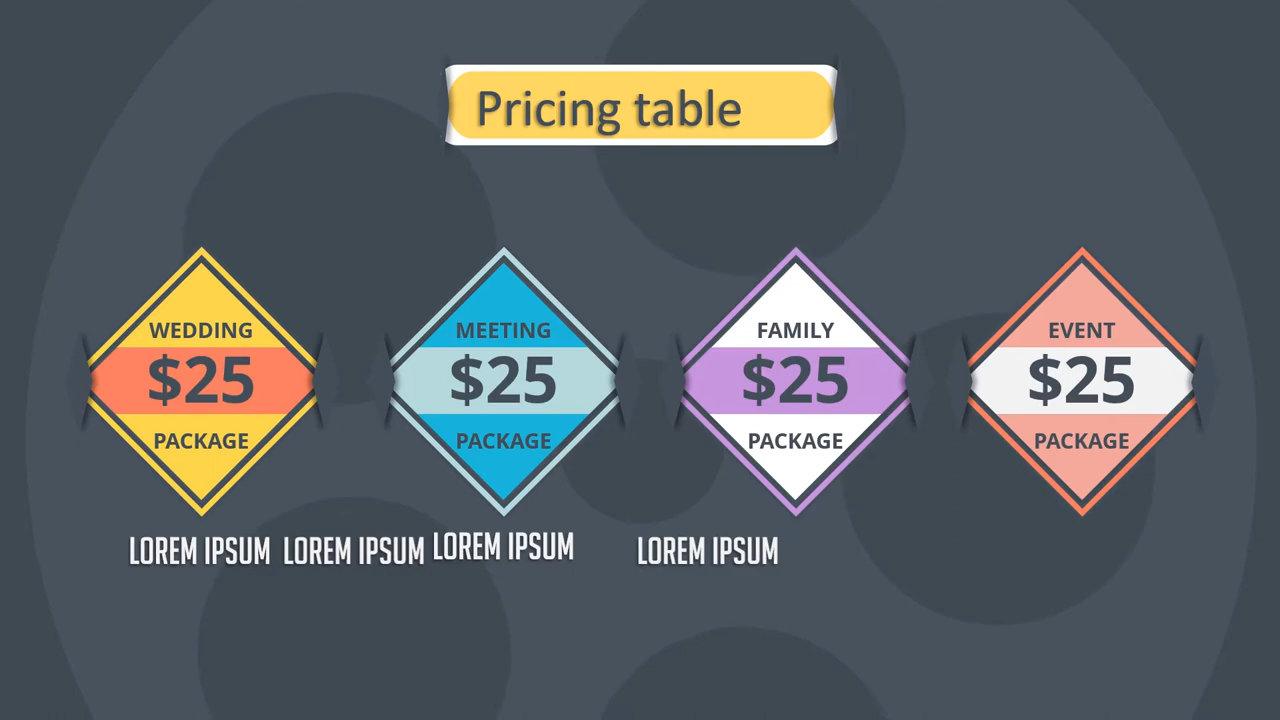 Pricing table
WEDDING
$25
PACKAGE
MEETING
$25
PACKAGE
FAMILY
$25
PACKAGE
EVENT
$25
PACKAGE
LOREM IPSUM
LOREM IPSUM
LOREM IPSUM
LOREM IPSUM